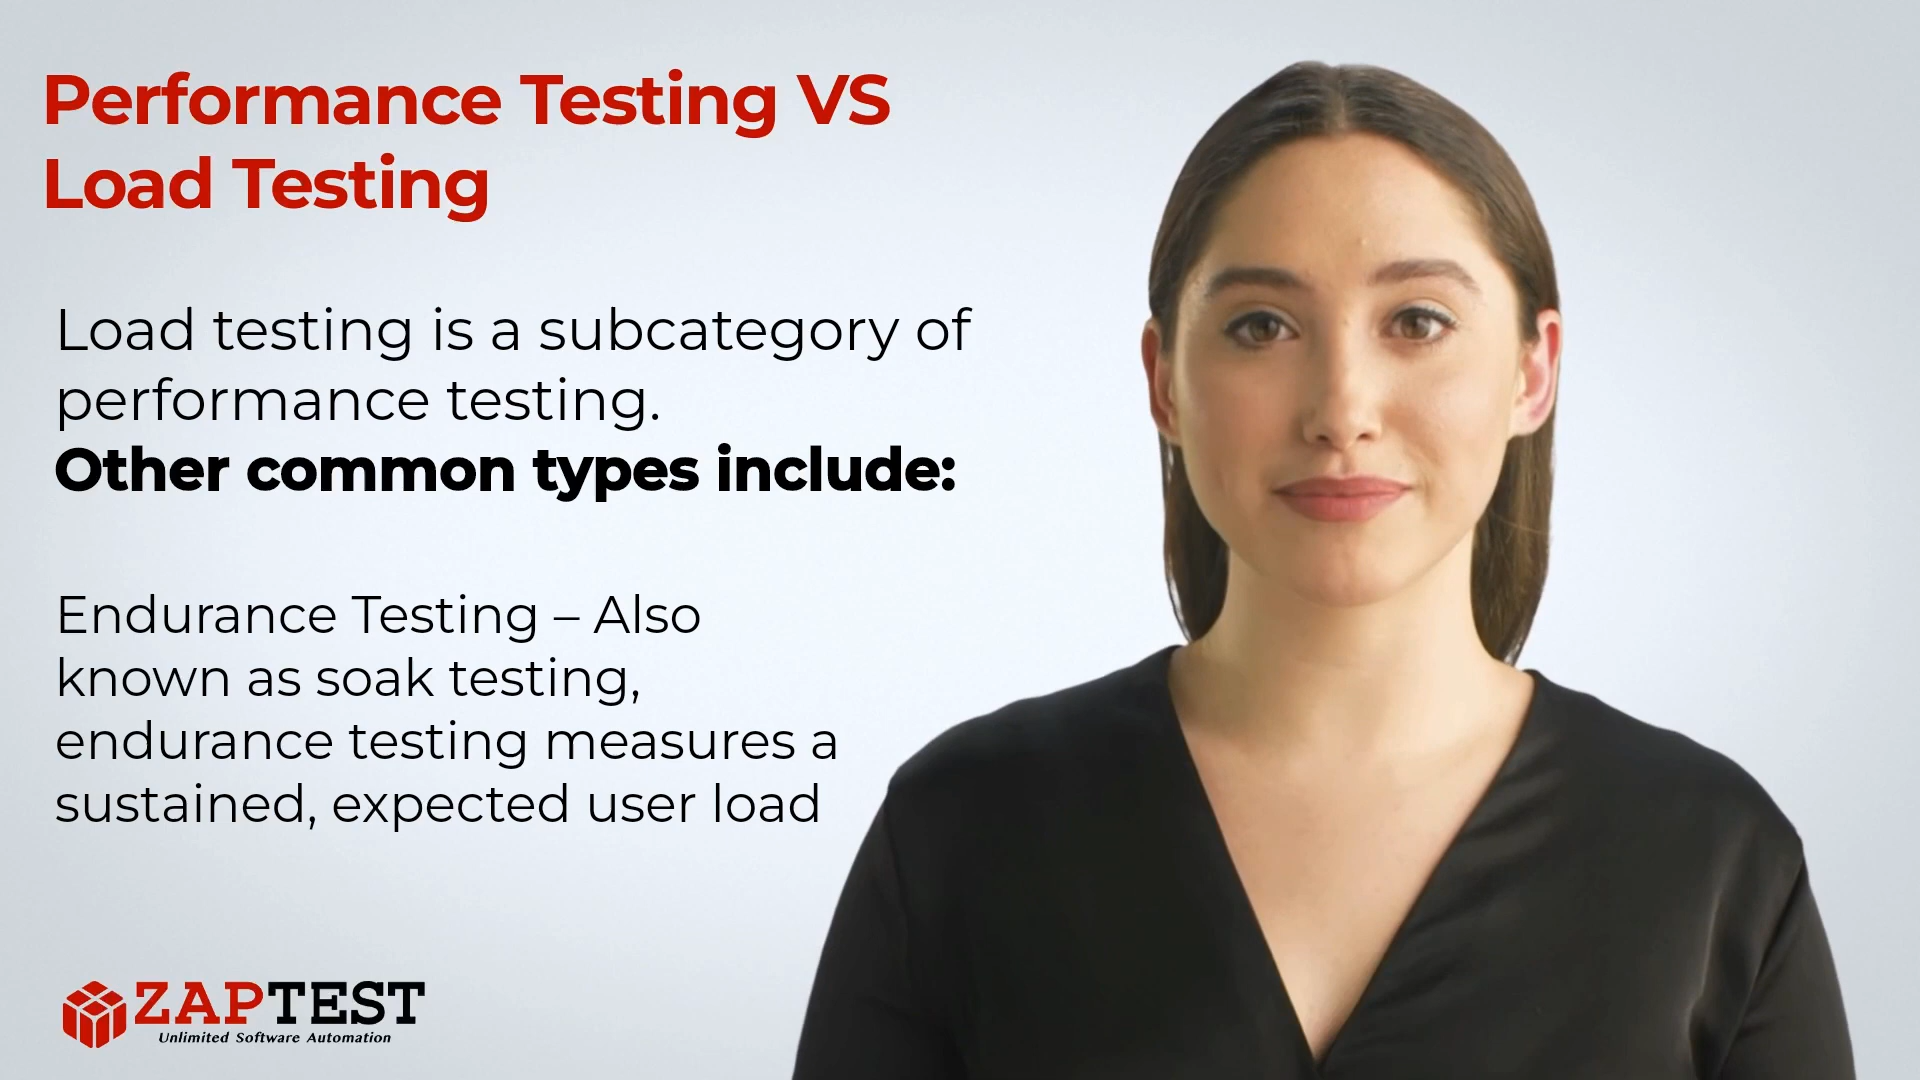 Performance Testing VS
Load Testing
Load testing is a subcategory of
performance testing.
Other common types include:
Endurance Testing – Also
known as soak testing,
endurance testing measures a
sustained, expected user load
ZAPTEST
Unlimited Software Automation